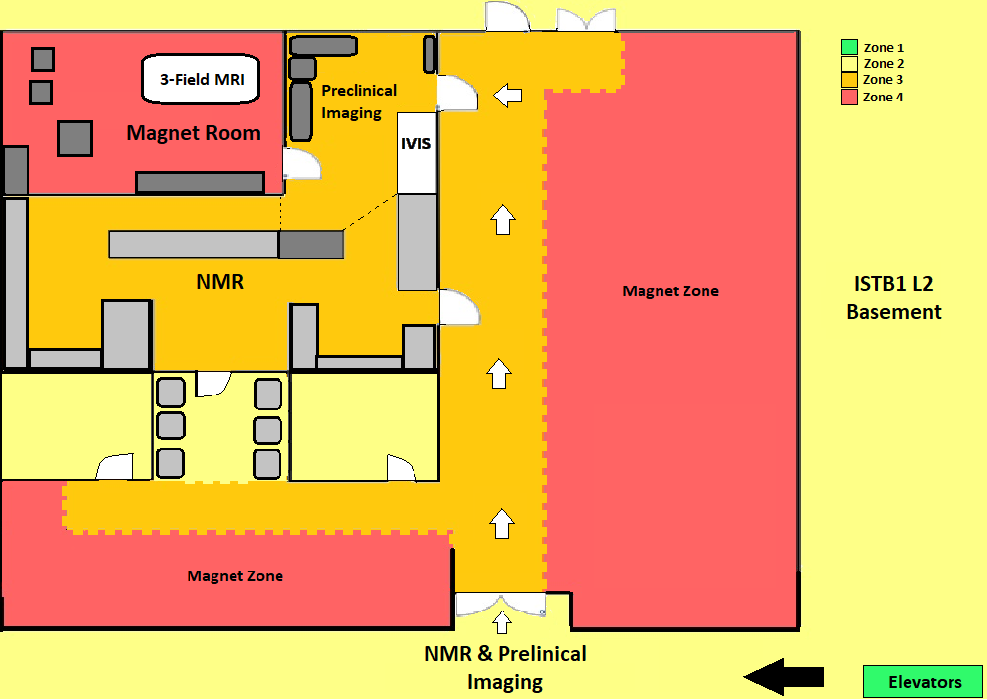 Zone 1
Zone 2
Zone 3
Zone 4
3-Field MRI
Magnet Room
Preclinical
Imaging
IVIS
NMR
Magnet Zone
ISTB1 L2
Basement
Magnet Zone
NMR & Prelinical
Imaging
Elevators